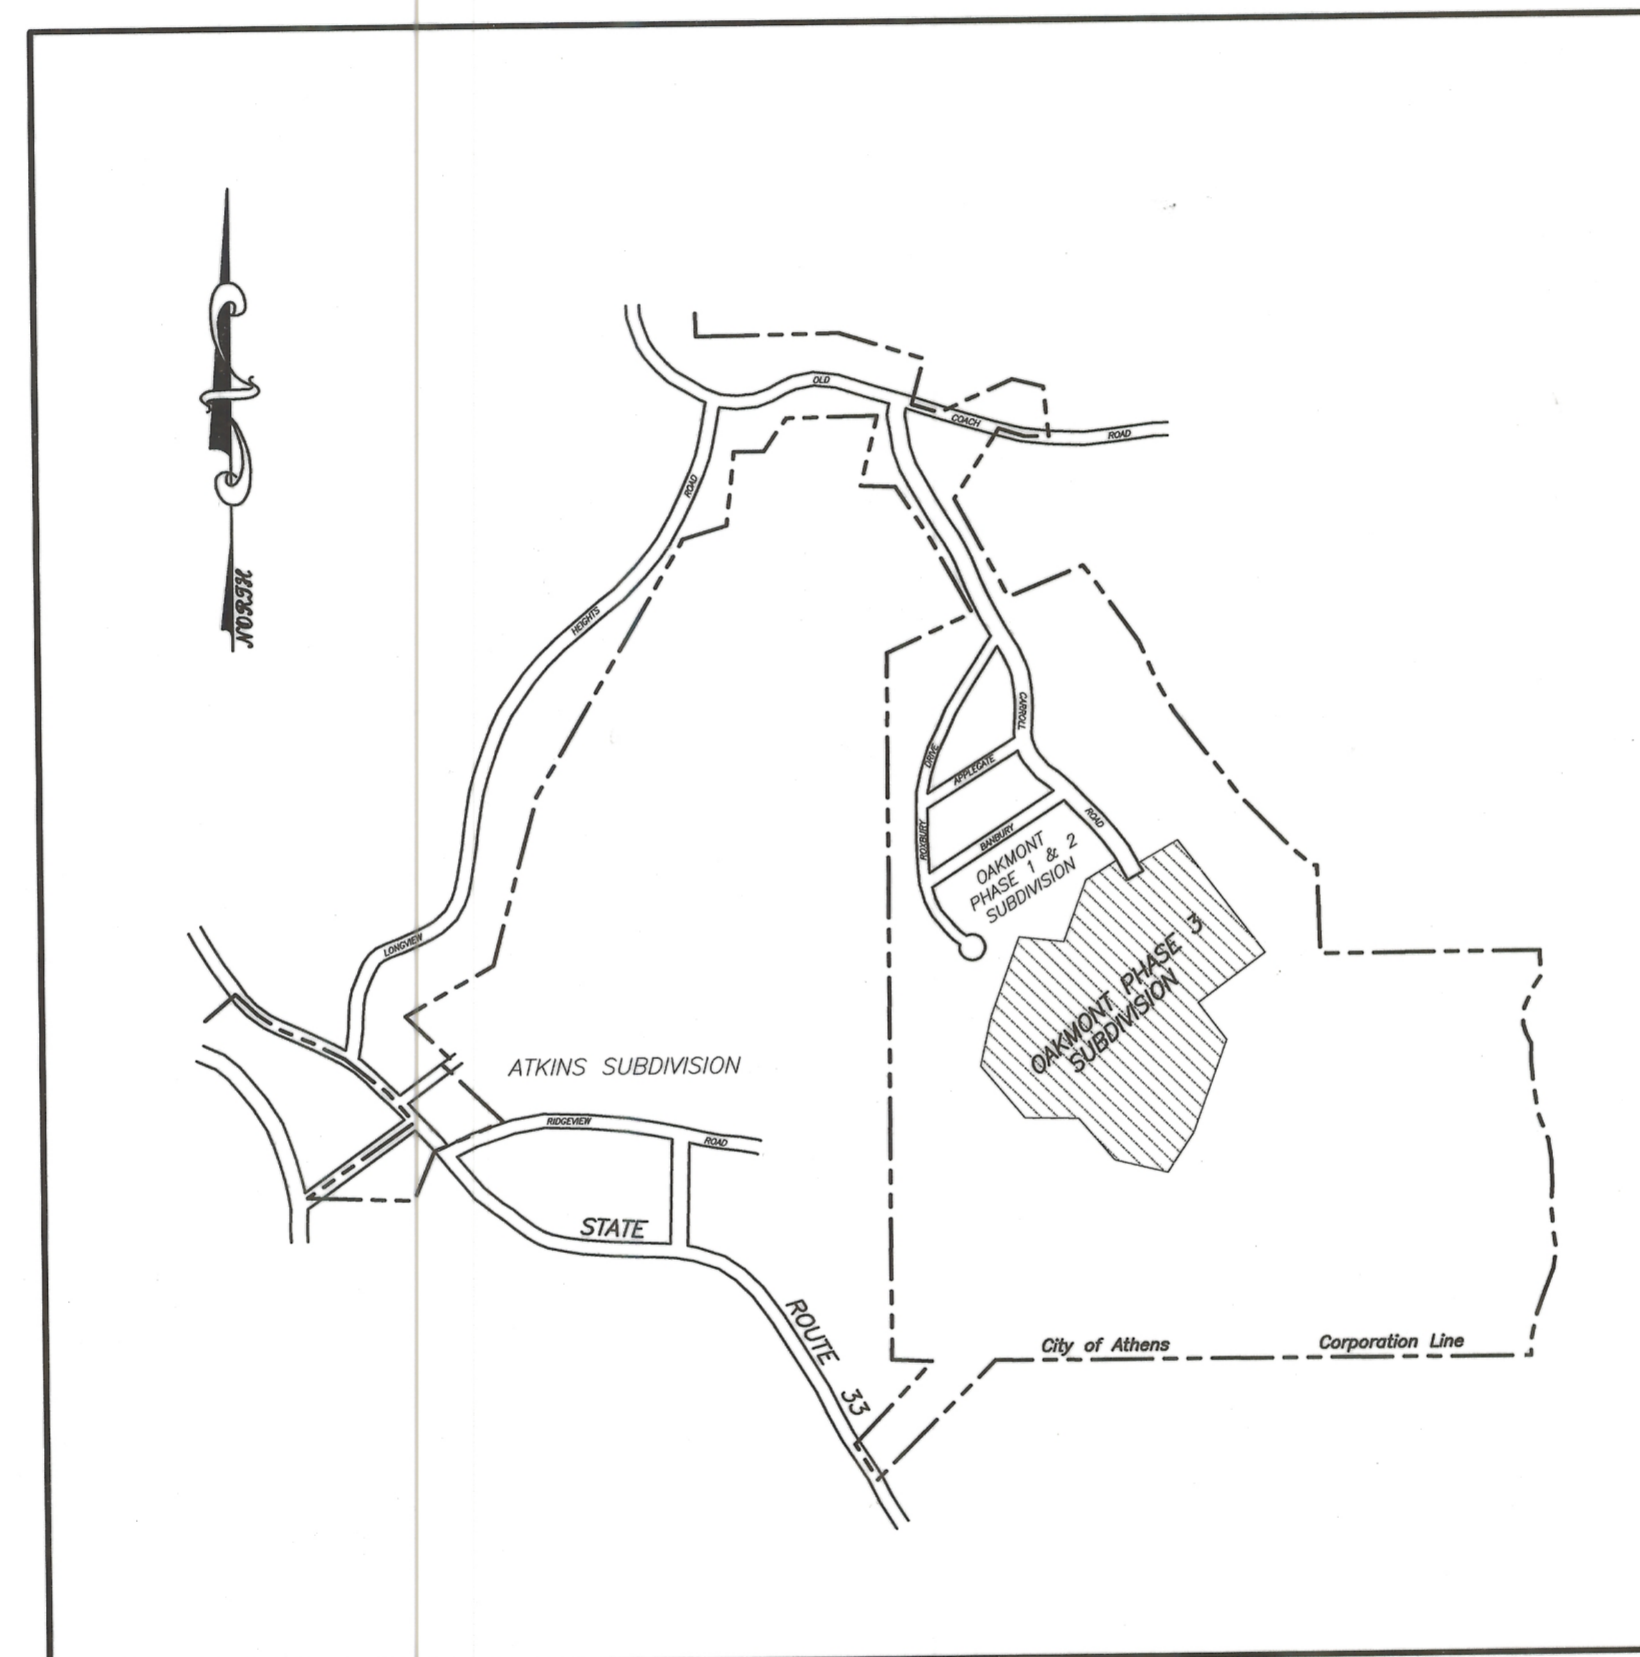 OLD
COACH
ROAD
ROAD
NORTH
HEIGHTS
CARROLL
DRIVE
APPLEGATE
ROAD
ROXBURY
BANBURY
OAKMONT
PHASE 1 & 2
SUBDIVISION
LONGVIEW
OAKMONT PHASE 3
SUBDIVISION
ATKINS SUBDIVISION
RIDGEVIEW
ROAD
STATE
ROUTE
33
City of Athens
Corporation Line